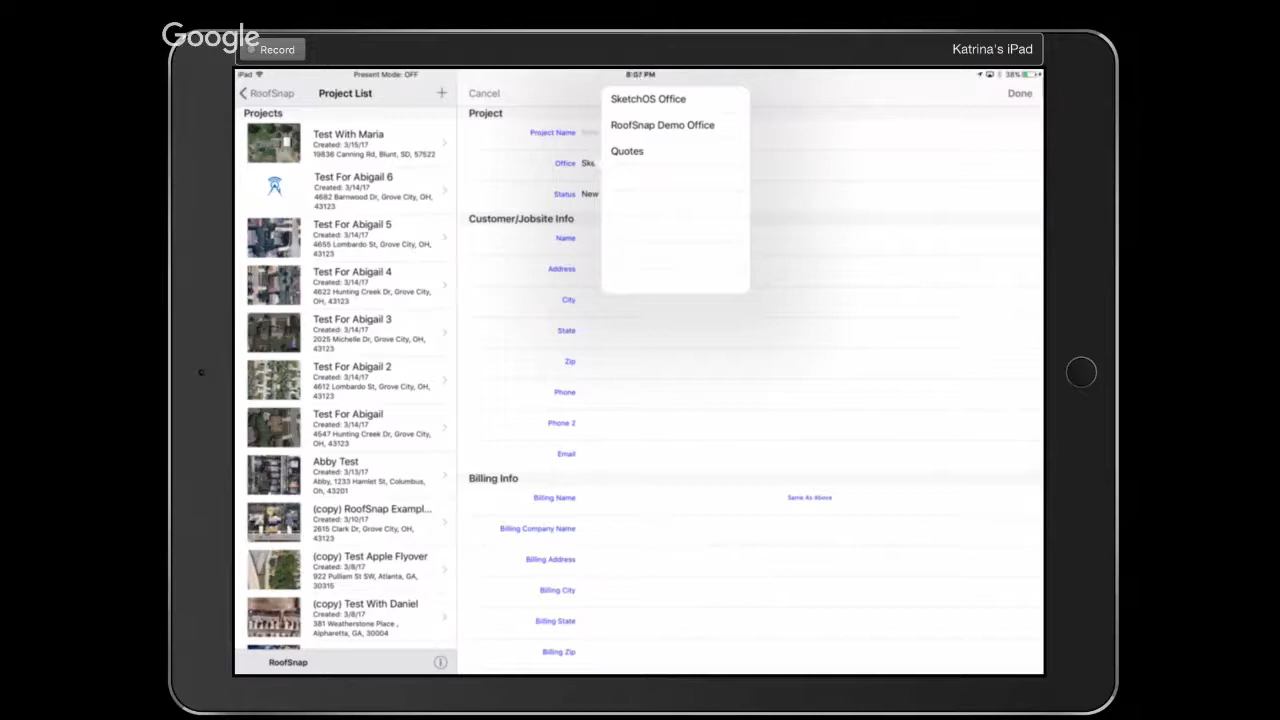 Google
Record
Katrina's iPad
iPad
Present Mode: OFF
8:07 PM
38%
RoofSnap
Project List
+
Cancel
Done
Projects
Test With Maria
Created: 3/15/17
19836 Canning Rd, Blunt, SD, 57522
Test For Abigail 6
Created: 3/14/17
4682 Barnwood Dr, Grove City, OH,
43123
Test For Abigail 5
Created: 3/14/17
4655 Lombardo St, Grove City, OH,
43123
Test For Abigail 4
Created: 3/14/17
4622 Hunting Creek Dr, Grove City,
OH, 43123
Test For Abigail 3
Created: 3/14/17
2025 Michelle Dr, Grove City, OH,
43123
Test For Abigail 2
Created: 3/14/17
4612 Lombardo St, Grove City, OH,
43123
Test For Abigail
Created: 3/14/17
4547 Hunting Creek Dr, Grove City,
OH, 43123
Abby Test
Created: 3/13/17
Abby, 1233 Hamlet St, Columbus,
Oh, 43201
(copy) RoofSnap Exampl...
Created: 3/10/17
2615 Clark Dr, Grove City, OH,
43123
(copy) Test Apple Flyover
Created: 3/8/17
922 Pulliam St SW, Atlanta, GA,
30315
(copy) Test With Daniel
Created: 3/8/17
381 Weatherstone Place ,
Alpharetta, GA, 30004
RoofSnap
Project
Project Name
Office
Status New
SketchOS Office
RoofSnap Demo Office
Quotes
Customer/Jobsite Info
Name
Address
City
State
Zip
Phone
Phone 2
Email
Billing Info
Billing Name
Same As Above
Billing Company Name
Billing Address
Billing City
Billing State
Billing Zip